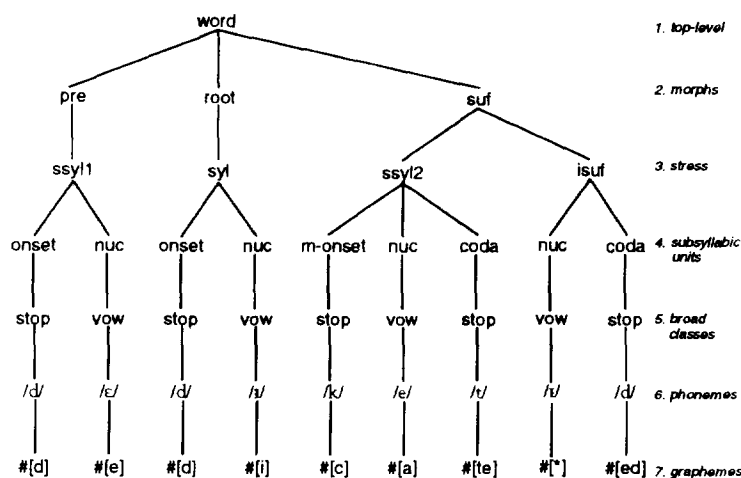 word 1. top-level
pre root suf 2. morphs
ssyl1 syl ssyl2 isuf 3. stress
onset nuc onset nuc m-onset nuc coda nuc coda 4. subsyllabic
units
stop vow stop vow stop vow stop vow stop 5. broad
classes
/d/ /ɛ/ /d/ /ɪ/ /k/ /e/ /t/ /ɪ/ /d/ 6. phonemes
#[d] #[e] #[d} #[i] #[c] #[a] #[te] #[*] #[ed] 7. graphemes